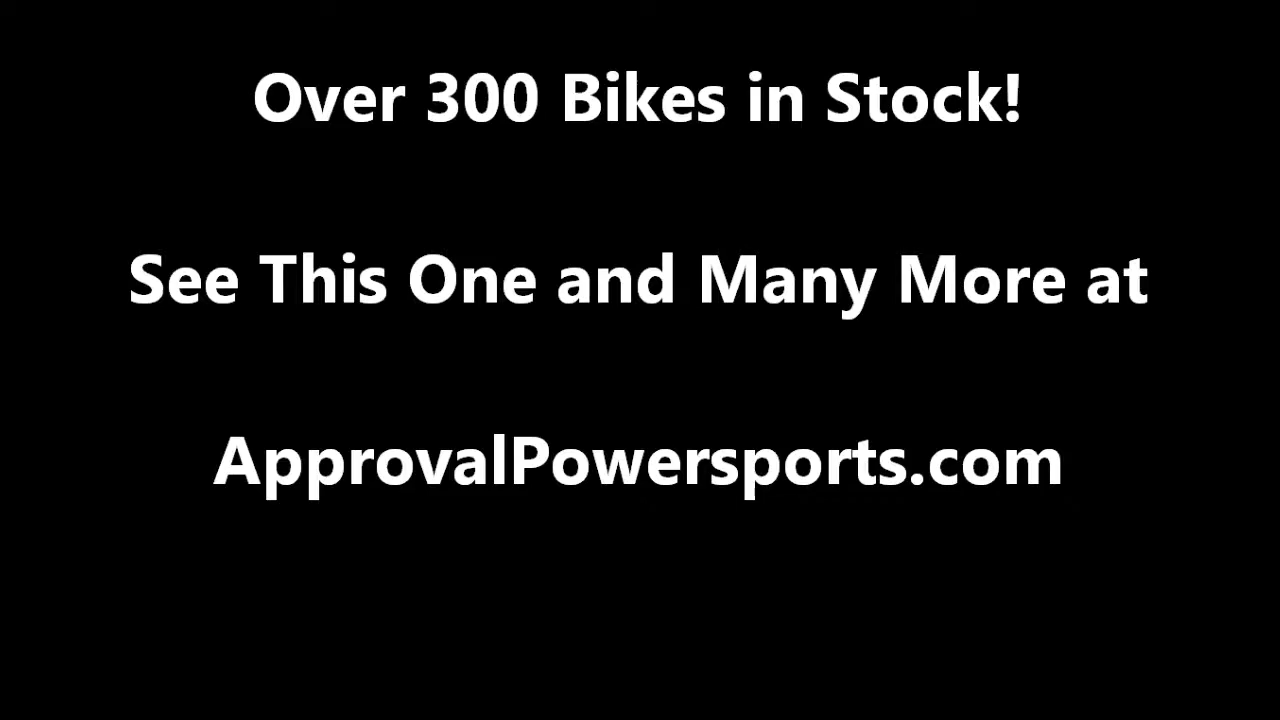 Over 300 Bikes in Stock!
See This One and Many More at
ApprovalPowersports.com